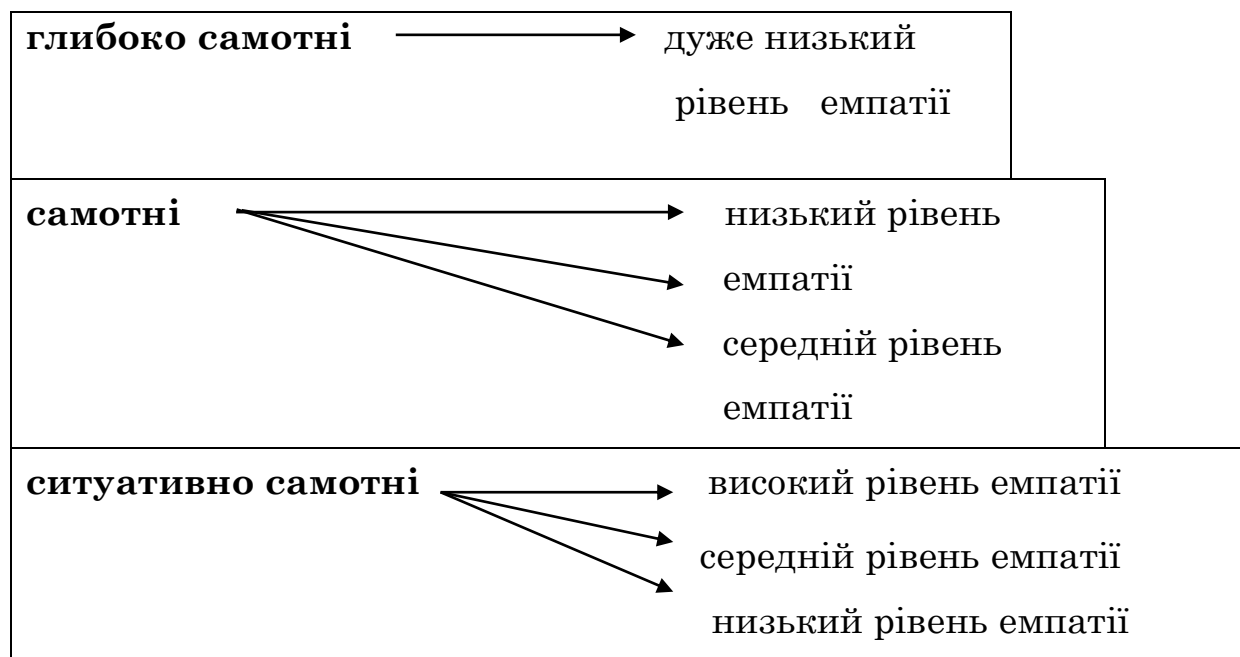 глибоко самотні дуже низький
рівень емпатії
самотні низький рівень
емпатії
середній рівень
емпатії
ситуативно самотні високий рівень емпатії
середній рівень емпатії
низький рівень емпатії